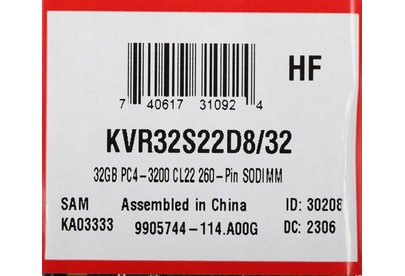 HF
7 40617 31092 4
KVR32S22D8/32
32GB PC4-3200 CL22 260-Pin SODIMM
SAM Assembled in China ID: 30208
KA03333 9905744-114.A00G DC: 2306